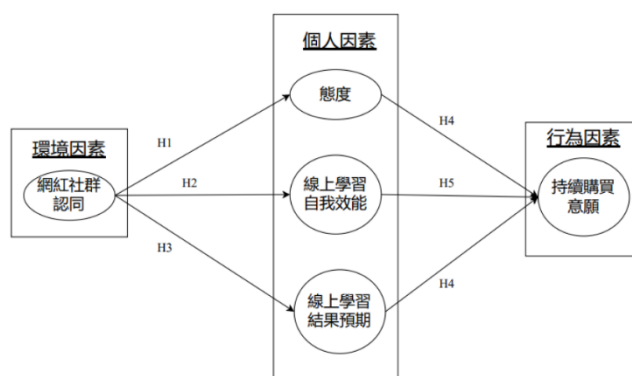 個人因素
態度
環境因素
網紅社群
認同
H1
H2
H3
線上學習
自我效能
線上學習
結果預期
H4
H5
H4
行為因素
持續購買
意願